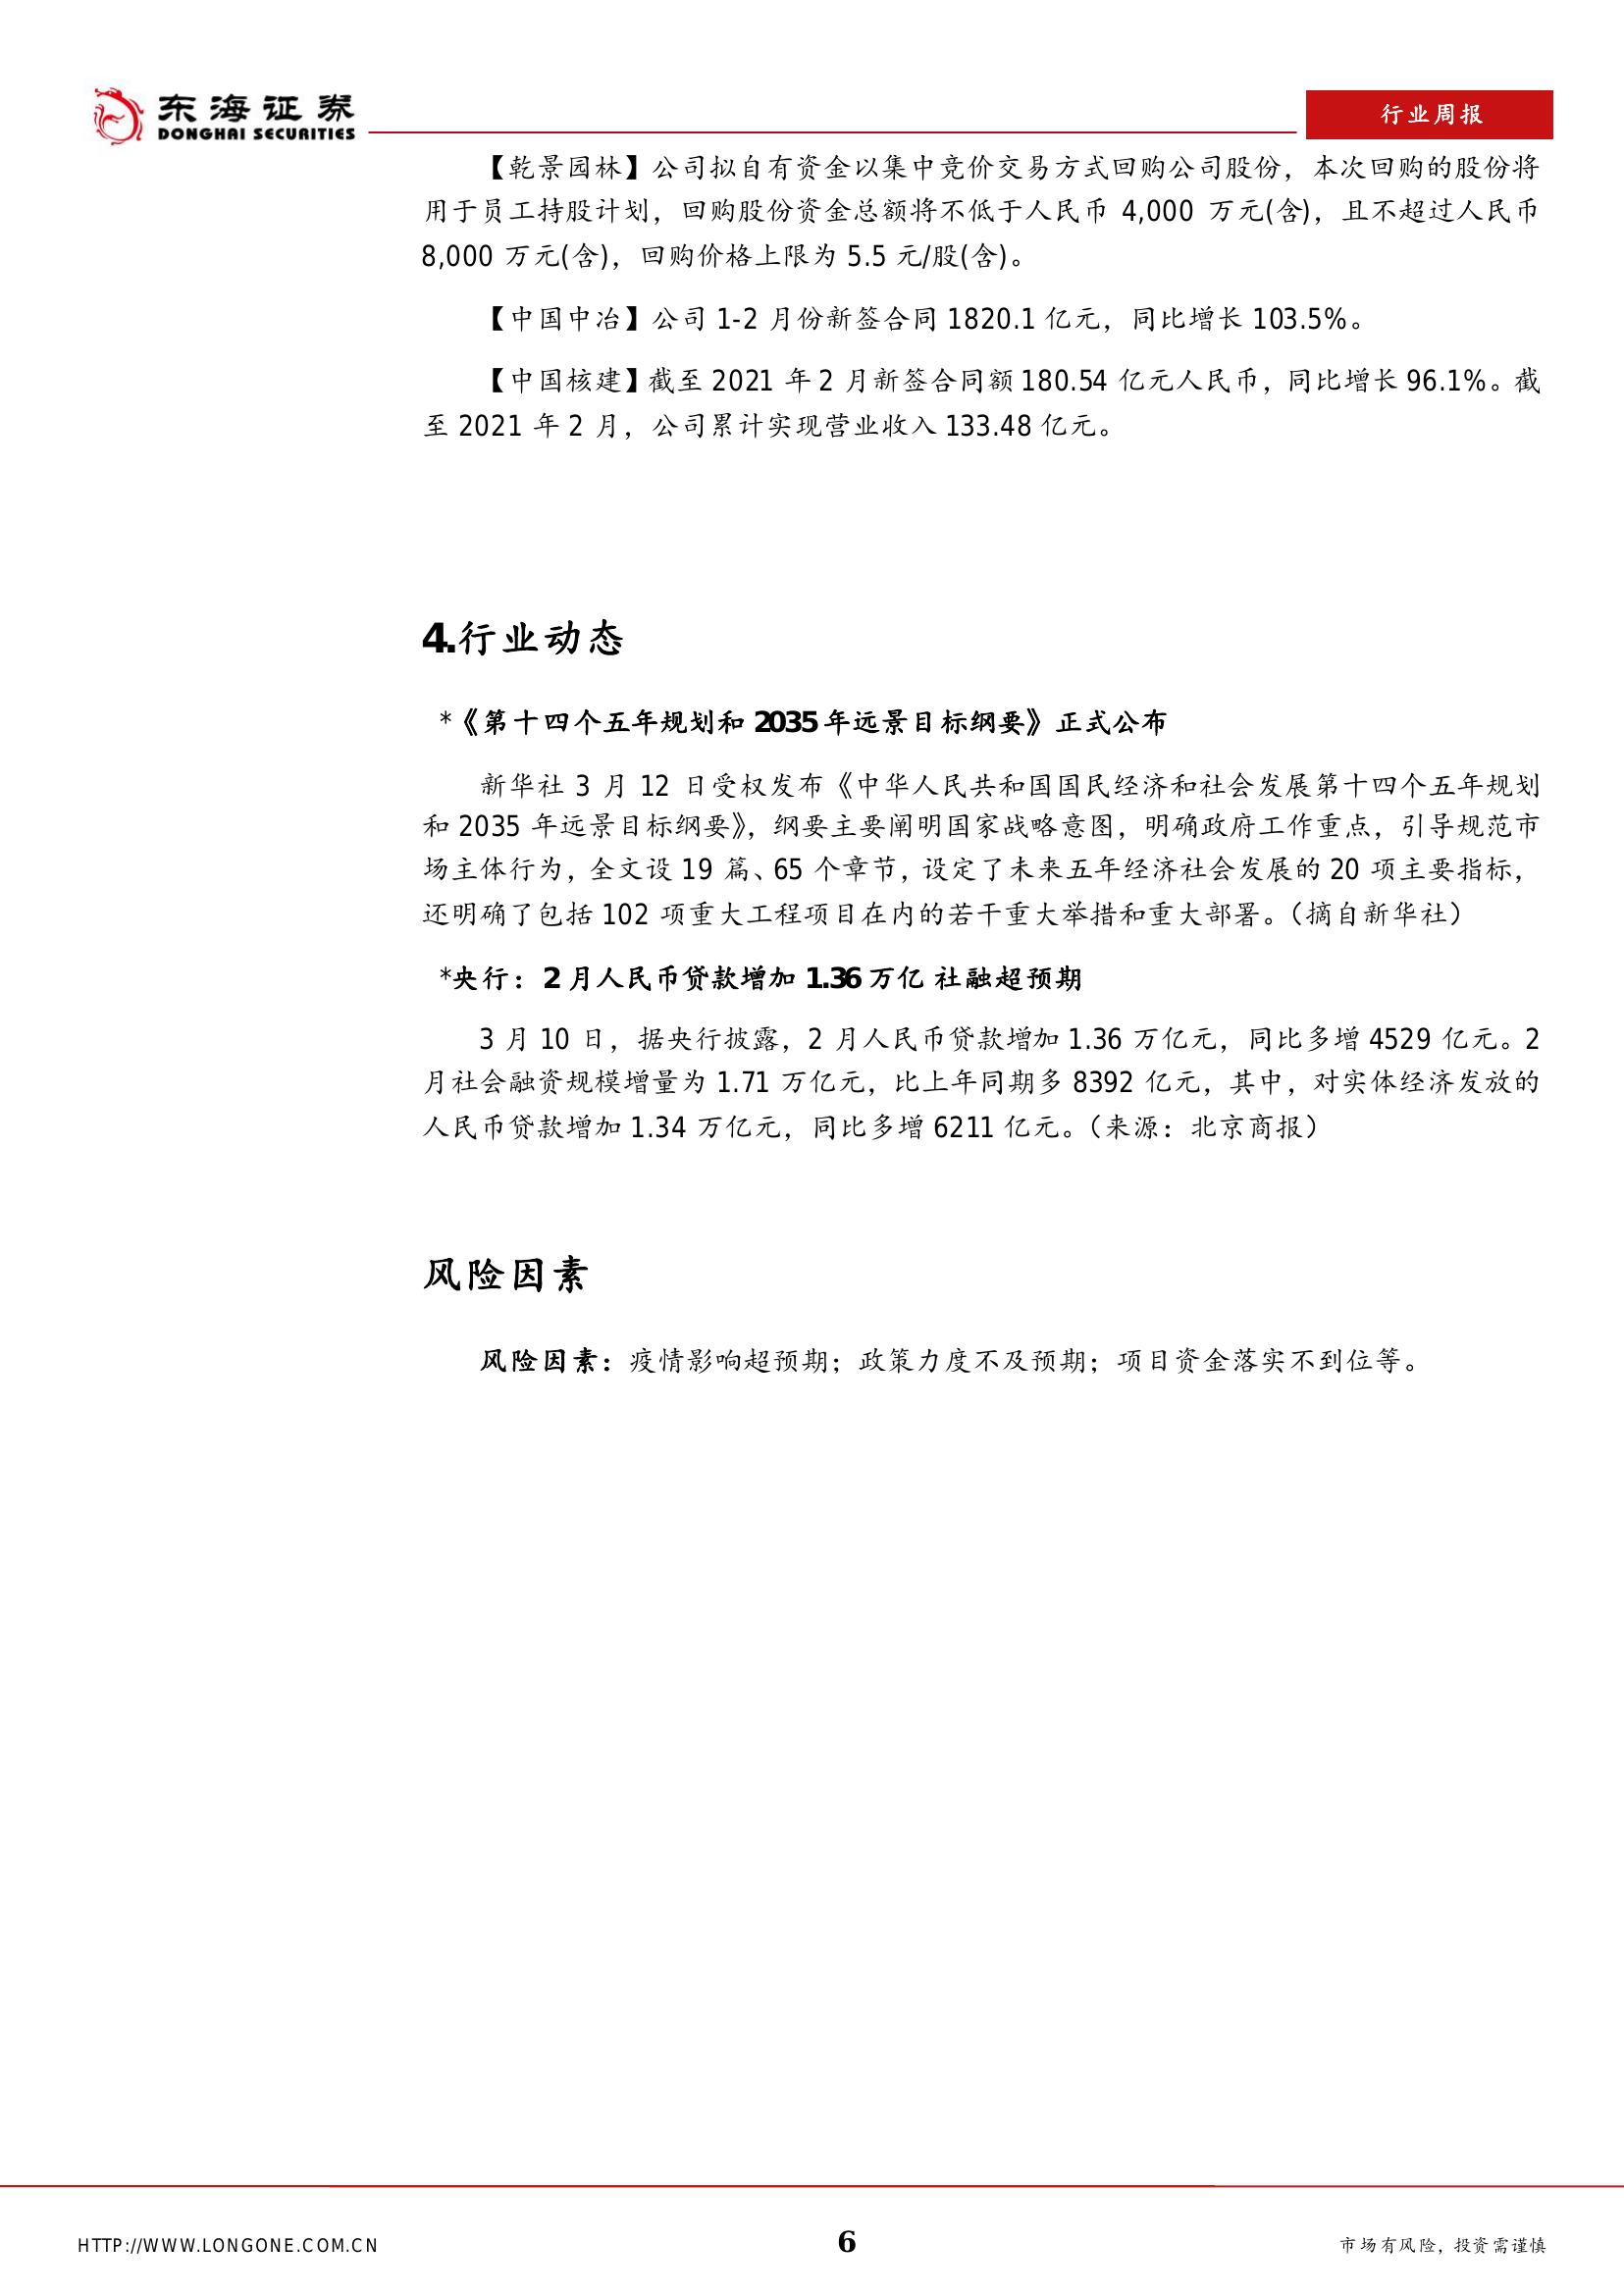 东海证券
DONGHAI SECURITIES
行业周报
【乾景园林】公司拟自有资金以集中竞价交易方式回购公司股份，本次回购的股份将
用于员工持股计划，回购股份资金总额将不低于人民币 4,000 万元(含)，且不超过人民币
8,000 万元(含)，回购价格上限为 5.5 元/股(含)。
【中国中冶】公司 1-2 月份新签合同 1820.1 亿元，同比增长 103.5%。
【中国核建】截至 2021 年 2 月新签合同额 180.54 亿元人民币，同比增长 96.1%。截
至 2021 年 2 月，公司累计实现营业收入 133.48 亿元。
4.行业动态
*《第十四个五年规划和 2035 年远景目标纲要》正式公布
新华社 3 月 12 日受权发布《中华人民共和国国民经济和社会发展第十四个五年规划
和 2035 年远景目标纲要》，纲要主要阐明国家战略意图，明确政府工作重点，引导规范市
场主体行为，全文设 19 篇、65 个章节，设定了未来五年经济社会发展的 20 项主要指标，
还明确了包括 102 项重大工程项目在内的若干重大举措和重大部署。（摘自新华社）
*央行：2 月人民币贷款增加 1.36 万亿 社融超预期
3 月 10 日，据央行披露，2 月人民币贷款增加 1.36 万亿元，同比多增 4529 亿元。2
月社会融资规模增量为 1.71 万亿元，比上年同期多 8392 亿元，其中，对实体经济发放的
人民币贷款增加 1.34 万亿元，同比多增 6211 亿元。（来源：北京商报）
风险因素
风险因素：疫情影响超预期；政策力度不及预期；项目资金落实不到位等。
HTTP://WWW.LONGONE.COM.CN
6
市场有风险，投资需谨慎